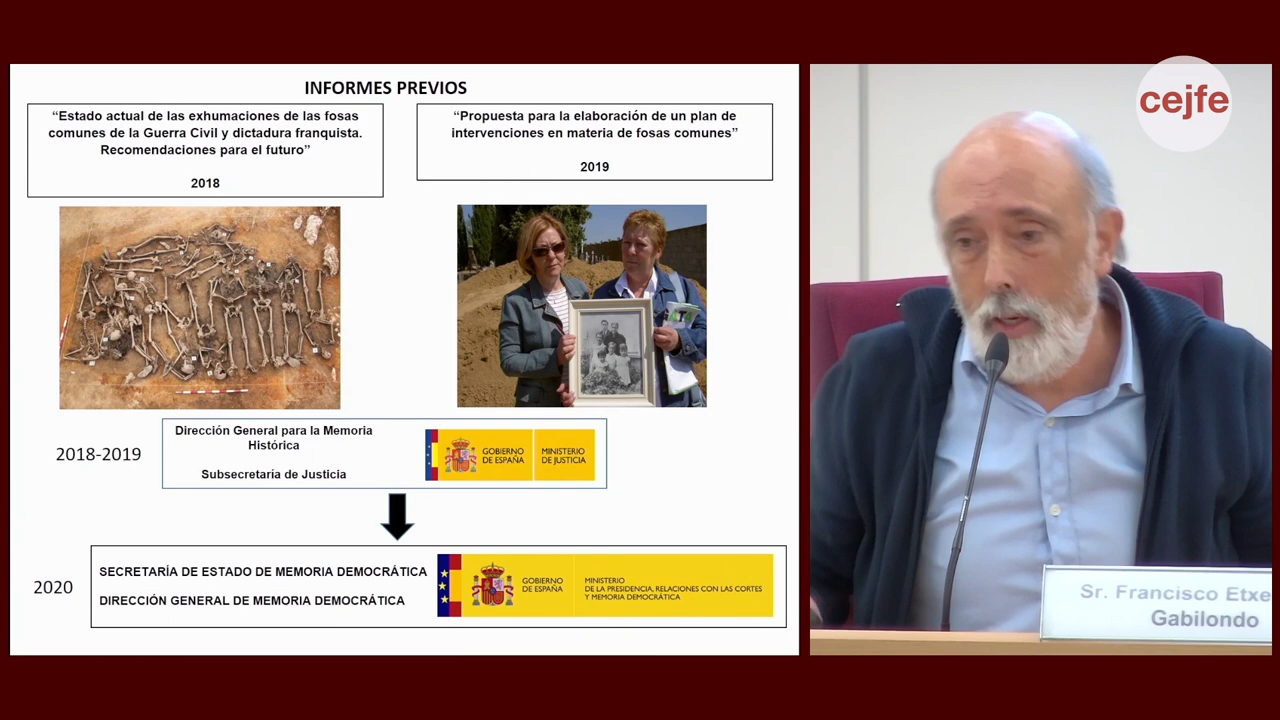 INFORMES PREVIOS
“Estado actual de las exhumaciones de las fosas
comunes de la Guerra Civil y dictadura franquista.
Recomendaciones para el futuro”
2018
“Propuesta para la elaboración de un plan de
intervenciones en materia de fosas comunes”
2019
2018-2019
Dirección General para la Memoria
Histórica
Subsecretaría de Justicia
GOBIERNO
DE ESPAÑA
MINISTERIO
DE JUSTICIA
2020
SECRETARÍA DE ESTADO DE MEMORIA DEMOCRÁTICA
DIRECCIÓN GENERAL DE MEMORIA DEMOCRÁTICA
GOBIERNO
DE ESPAÑA
MINISTERIO
DE LA PRESIDENCIA, RELACIONES CON LAS CORTES
Y MEMORIA DEMOCRÁTICA
cejfe
Sr. Francisco Etxe
Gabilondo